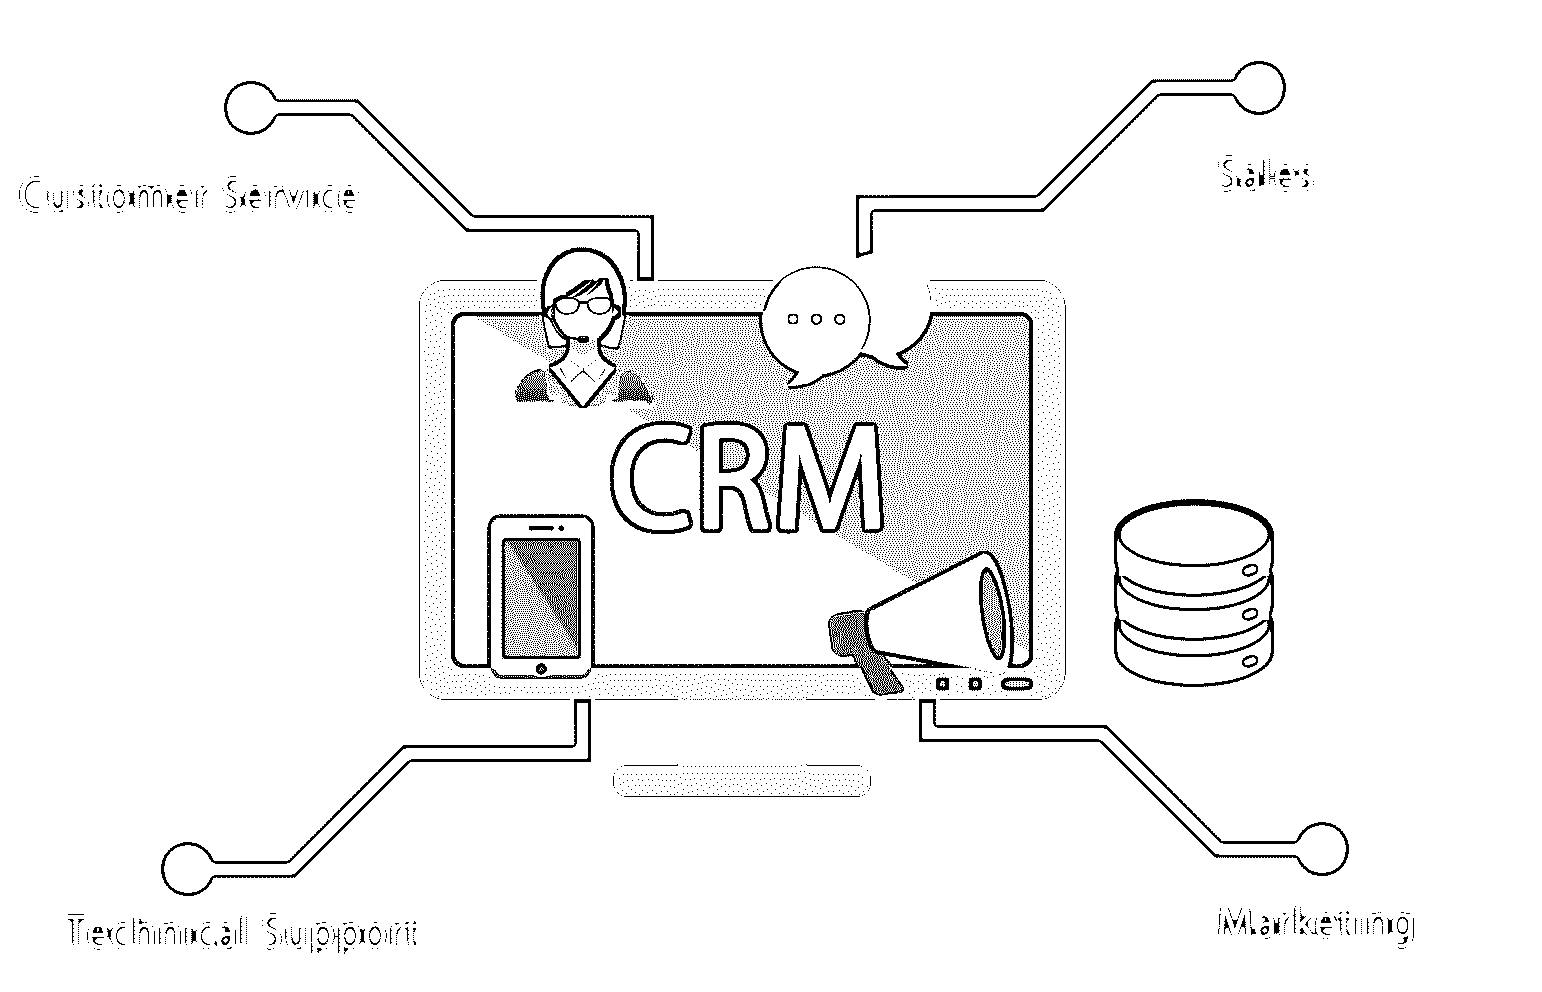 Customer Service
Sales
CRM
Technical Support
Marketing